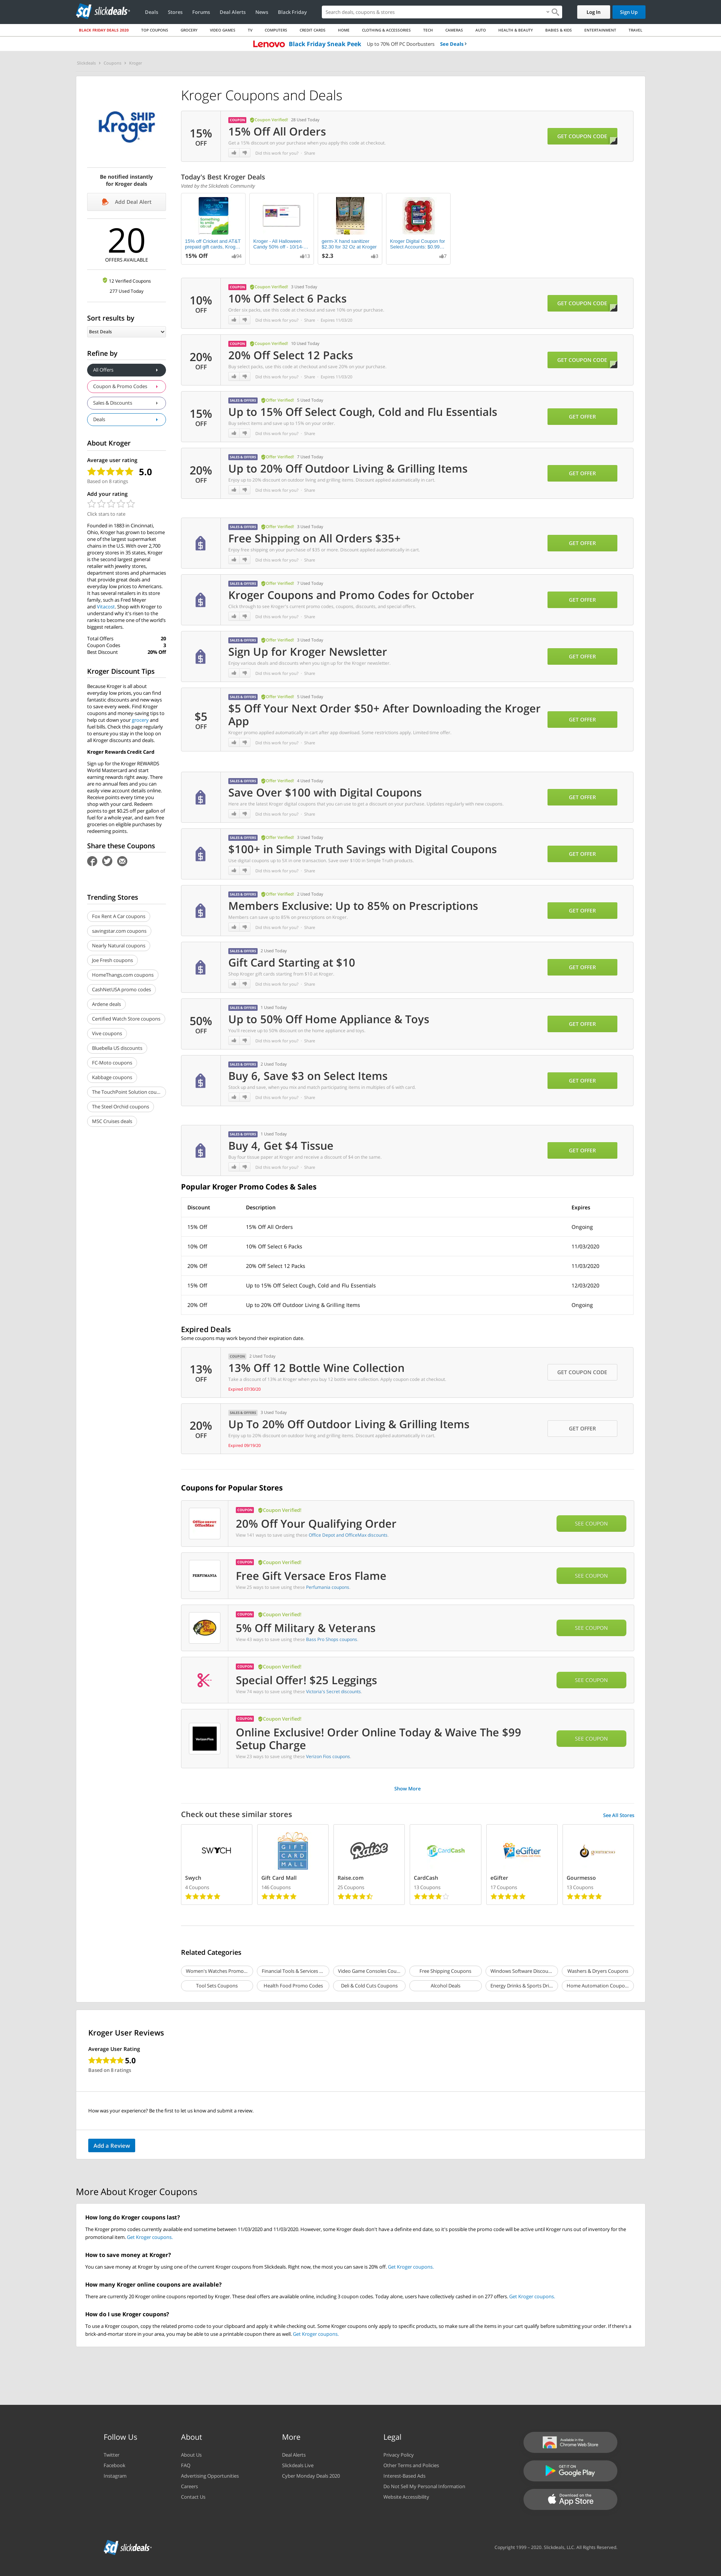 slickdeals
Deals Stores Forums Deal Alerts News Black Friday
Search deals, coupons & stores
Log In
Sign Up
BLACK FRIDAY DEALS 2020 TOP COUPONS GROCERY VIDEO GAMES TV COMPUTERS CREDIT CARDS HOME CLOTHING & ACCESSORIES TECH CAMERAS AUTO HEALTH & BEAUTY BABIES & KIDS ENTERTAINMENT TRAVEL
Lenovo Black Friday Sneak Peek Up to 70% Off PC Doorbusters See Deals
Slickdeals > Coupons > Kroger
Kroger SHIP
Be notified instantly
for Kroger deals
Add Deal Alert
20
OFFERS AVAILABLE
12 Verified Coupons
277 Used Today
Sort results by
Best Deals
Refine by
All Offers
Coupon & Promo Codes
Sales & Discounts
Deals
About Kroger
Average user rating
5.0
Based on 8 ratings
Add your rating
Click stars to rate
Founded in 1883 in Cincinnati,
Ohio, Kroger has grown to become
one of the largest supermarket
chains in the U.S. With over 2,700
grocery stores in 35 states, Kroger
is the second largest general
retailer with jewelry stores,
department stores and pharmacies
that provide great deals and
everyday low prices to Americans.
It has several retailers in its store
family, such as Fred Meyer
and Vitacost. Shop with Kroger to
understand why it's risen to the
ranks to become one of the world's
biggest retailers.
Total Offers 20
Coupon Codes 3
Best Discount 20% Off
Kroger Discount Tips
Because Kroger is all about
everyday low prices, you can find
fantastic discounts and new ways
to save every week. Find Kroger
coupons and money-saving tips to
help cut down your grocery and
fuel bills. Check this page regularly
to ensure you stay in the loop on
all Kroger discounts and deals.
Kroger Rewards Credit Card
Sign up for the Kroger REWARDS
World Mastercard and start
earning rewards right away. There
are no annual fees and you can
easily view account details online.
Receive points every time you
shop with your card. Redeem
points to get $0.25 off per gallon of
fuel for a whole year, and earn free
groceries on eligible purchases by
redeeming points.
Share these Coupons
Trending Stores
Fox Rent A Car coupons
savingstar.com coupons
Nearly Natural coupons
Joe Fresh coupons
HomeThangs.com coupons
CashNetUSA promo codes
Ardene deals
Certified Watch Store coupons
Vive coupons
Bluebella US discounts
FC-Moto coupons
Kabbage coupons
The TouchPoint Solution cou...
The Steel Orchid coupons
MSC Cruises deals
Kroger Coupons and Deals
15%
OFF
COUPON Coupon Verified! 28 Used Today
15% Off All Orders
Get a 15% discount on your purchase when you apply this code at checkout.
Did this work for you? Share
GET COUPON CODE
Today's Best Kroger Deals
Voted by the Slickdeals Community
15% off Cricket and AT&T
prepaid gift cards, Krog...
15% Off
94
Kroger - All Halloween
Candy 50% off - 10/14-...
13
germ-X hand sanitizer
$2.30 for 32 Oz at Kroger
$2.3
3
Kroger Digital Coupon for
Select Accounts: $0.99...
7
10%
OFF
COUPON Coupon Verified! 3 Used Today
10% Off Select 6 Packs
Order six packs, use this code at checkout and save 10% on your purchase.
Did this work for you? Share Expires 11/03/20
GET COUPON CODE
20%
OFF
COUPON Coupon Verified! 10 Used Today
20% Off Select 12 Packs
Buy select packs, use this code at checkout and save 20% on your purchase.
Did this work for you? Share Expires 11/03/20
GET COUPON CODE
15%
OFF
SALES & OFFERS Offer Verified! 5 Used Today
Up to 15% Off Select Cough, Cold and Flu Essentials
Buy select items and save up to 15% on your order.
Did this work for you? Share
GET OFFER
20%
OFF
SALES & OFFERS Offer Verified! 7 Used Today
Up to 20% Off Outdoor Living & Grilling Items
Enjoy up to 20% discount on outdoor living and grilling items. Discount applied automatically in cart.
Did this work for you? Share
GET OFFER
SALES & OFFERS Offer Verified! 3 Used Today
Free Shipping on All Orders $35+
Enjoy free shipping on your purchase of $35 or more. Discount applied automatically in cart.
Did this work for you? Share
GET OFFER
SALES & OFFERS Offer Verified! 7 Used Today
Kroger Coupons and Promo Codes for October
Click through to see Kroger's current promo codes, coupons, discounts, and special offers.
Did this work for you? Share
GET OFFER
SALES & OFFERS Offer Verified! 3 Used Today
Sign Up for Kroger Newsletter
Enjoy various deals and discounts when you sign up for the Kroger newsletter.
Did this work for you? Share
GET OFFER
$5
OFF
SALES & OFFERS Offer Verified! 5 Used Today
$5 Off Your Next Order $50+ After Downloading the Kroger
App
Kroger promo applied automatically in cart after app download. Some restrictions apply. Limited time offer.
Did this work for you? Share
GET OFFER
SALES & OFFERS Offer Verified! 4 Used Today
Save Over $100 with Digital Coupons
Here are the latest Kroger digital coupons that you can use to get a discount on your purchase. Updates regularly with new coupons.
Did this work for you? Share
GET OFFER
SALES & OFFERS Offer Verified! 3 Used Today
$100+ in Simple Truth Savings with Digital Coupons
Use digital coupons up to 5x in one transaction. Save over $100 in Simple Truth products.
Did this work for you? Share
GET OFFER
SALES & OFFERS Offer Verified! 2 Used Today
Members Exclusive: Up to 85% on Prescriptions
Members can save up to 85% on prescriptions on Kroger.
Did this work for you? Share
GET OFFER
SALES & OFFERS 2 Used Today
Gift Card Starting at $10
Shop Kroger gift cards starting from $10 at Kroger.
Did this work for you? Share
GET OFFER
50%
OFF
SALES & OFFERS 1 Used Today
Up to 50% Off Home Appliance & Toys
You'll receive up to 50% discount on the home appliance and toys.
Did this work for you? Share
GET OFFER
SALES & OFFERS 2 Used Today
Buy 6, Save $3 on Select Items
Stock up and save, when you mix and match participating items in multiples of 6 with card.
Did this work for you? Share
GET OFFER
SALES & OFFERS 1 Used Today
Buy 4, Get $4 Tissue
Buy four tissue paper at Kroger and receive a discount of $4 on the same.
Did this work for you? Share
GET OFFER
Popular Kroger Promo Codes & Sales
Discount Description Expires
15% Off 15% Off All Orders Ongoing
10% Off 10% Off Select 6 Packs 11/03/2020
20% Off 20% Off Select 12 Packs 11/03/2020
15% Off Up to 15% Off Select Cough, Cold and Flu Essentials 12/03/2020
20% Off Up to 20% Off Outdoor Living & Grilling Items Ongoing
Expired Deals
Some coupons may work beyond their expiration date.
13%
OFF
COUPON 2 Used Today
13% Off 12 Bottle Wine Collection
Take a discount of 13% at Kroger when you buy 12 bottle wine collection. Apply coupon code at checkout.
Expired 07/30/20
GET COUPON CODE
20%
OFF
SALES & OFFERS 3 Used Today
Up To 20% Off Outdoor Living & Grilling Items
Enjoy up to 20% discount on outdoor living and grilling items. Discount applied automatically in cart.
Expired 09/19/20
GET OFFER
Coupons for Popular Stores
Office DEPOT OfficeMax
COUPON Coupon Verified!
20% Off Your Qualifying Order
View 141 ways to save using these Office Depot and OfficeMax discounts.
SEE COUPON
PERFUMANIA
COUPON Coupon Verified!
Free Gift Versace Eros Flame
View 25 ways to save using these Perfumania coupons.
SEE COUPON
COUPON Coupon Verified!
5% Off Military & Veterans
View 43 ways to save using these Bass Pro Shops coupons.
SEE COUPON
COUPON Coupon Verified!
Special Offer! $25 Leggings
View 74 ways to save using these Victoria's Secret discounts.
SEE COUPON
Verizon Fios
COUPON Coupon Verified!
Online Exclusive! Order Online Today & Waive The $99
Setup Charge
View 23 ways to save using these Verizon Fios coupons.
SEE COUPON
Show More
Check out these similar stores
See All Stores
SWYCH
Swych
4 Coupons
GIFT CARD MALL
Gift Card Mall
146 Coupons
Raise
Raise.com
25 Coupons
CardCash
CardCash
13 Coupons
eGifter
eGifter
17 Coupons
gourmesso
Gourmesso
13 Coupons
Related Categories
Women's Watches Promo... Financial Tools & Services ... Video Game Consoles Cou... Free Shipping Coupons Windows Software Discou... Washers & Dryers Coupons
Tool Sets Coupons Health Food Promo Codes Deli & Cold Cuts Coupons Alcohol Deals Energy Drinks & Sports Dri... Home Automation Coupo...
Kroger User Reviews
Average User Rating
5.0
Based on 8 ratings
How was your experience? Be the first to let us know and submit a review.
Add a Review
More About Kroger Coupons
How long do Kroger coupons last?
The Kroger promo codes currently available end sometime between 11/03/2020 and 11/03/2020. However, some Kroger deals don't have a definite end date, so it's possible the promo code will be active until Kroger runs out of inventory for the
promotional item. Get Kroger coupons.
How to save money at Kroger?
You can save money at Kroger by using one of the current Kroger coupons from Slickdeals. Right now, the most you can save is 20% off. Get Kroger coupons.
How many Kroger online coupons are available?
There are currently 20 Kroger online coupons reported by Kroger. These deal offers are available online, including 3 coupon codes. Today alone, users have collectively cashed in on 277 offers. Get Kroger coupons.
How do I use Kroger coupons?
To use a Kroger coupon, copy the related promo code to your clipboard and apply it while checking out. Some Kroger coupons only apply to specific products, so make sure all the items in your cart qualify before submitting your order. If there's a
brick-and-mortar store in your area, you may be able to use a printable coupon there as well. Get Kroger coupons.
Follow Us
Twitter
Facebook
Instagram
About
About Us
FAQ
Advertising Opportunities
Careers
Contact Us
More
Deal Alerts
Slickdeals Live
Cyber Monday Deals 2020
Legal
Privacy Policy
Other Terms and Policies
Interest-Based Ads
Do Not Sell My Personal Information
Website Accessibility
Available in the
Chrome Web Store
GET IT ON
Google Play
Download on the
App Store
slickdeals
Copyright 1999 – 2020. Slickdeals, LLC. All Rights Reserved.